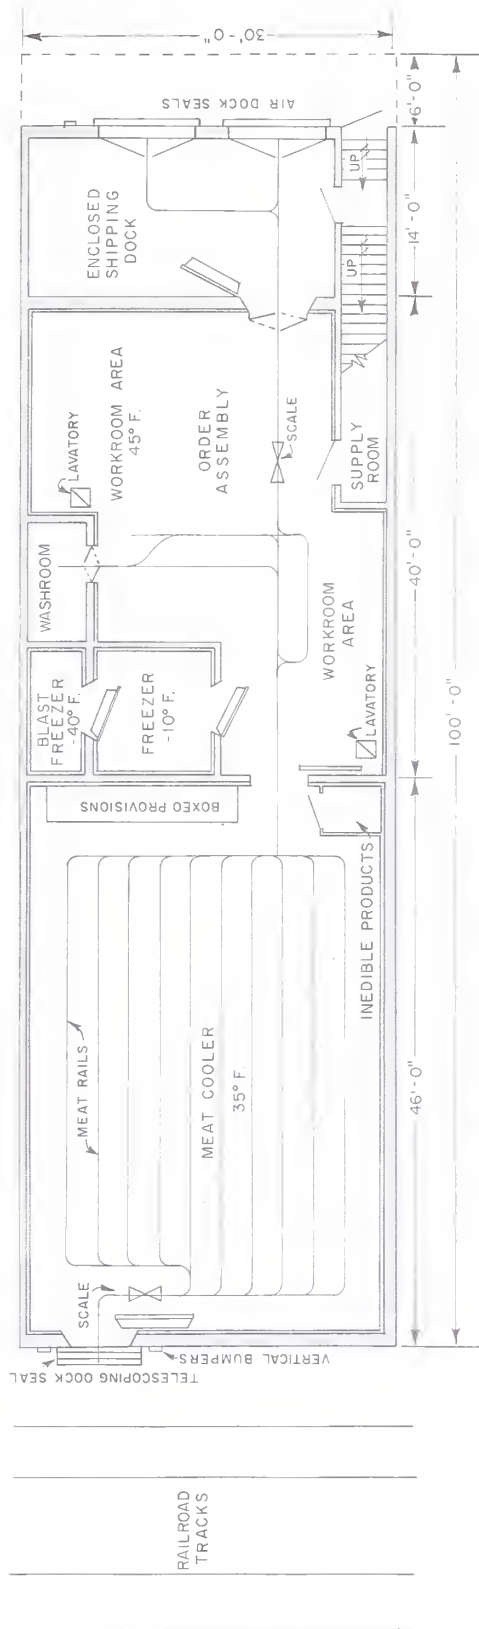 30'-0"
AIR DOCK SEALS
6'-0"
ENCLOSED
SHIPPING
DOCK
UP
UP
14'-0"
LAVATORY
WORKROOM AREA
45° F.
ORDER
ASSEMBLY
SCALE
SUPPLY
ROOM
WASHROOM
BLAST
FREEZER
-40° F.
FREEZER
-10° F.
WORKROOM
AREA
LAVATORY
40'-0"
100'-0"
BOXED PROVISIONS
INEDIBLE PRODUCTS
MEAT RAILS
MEAT COOLER
35° F.
46'-0"
SCALE
TELESCOPING DOCK SEAL
VERTICAL BUMPERS
RAILROAD
TRACKS